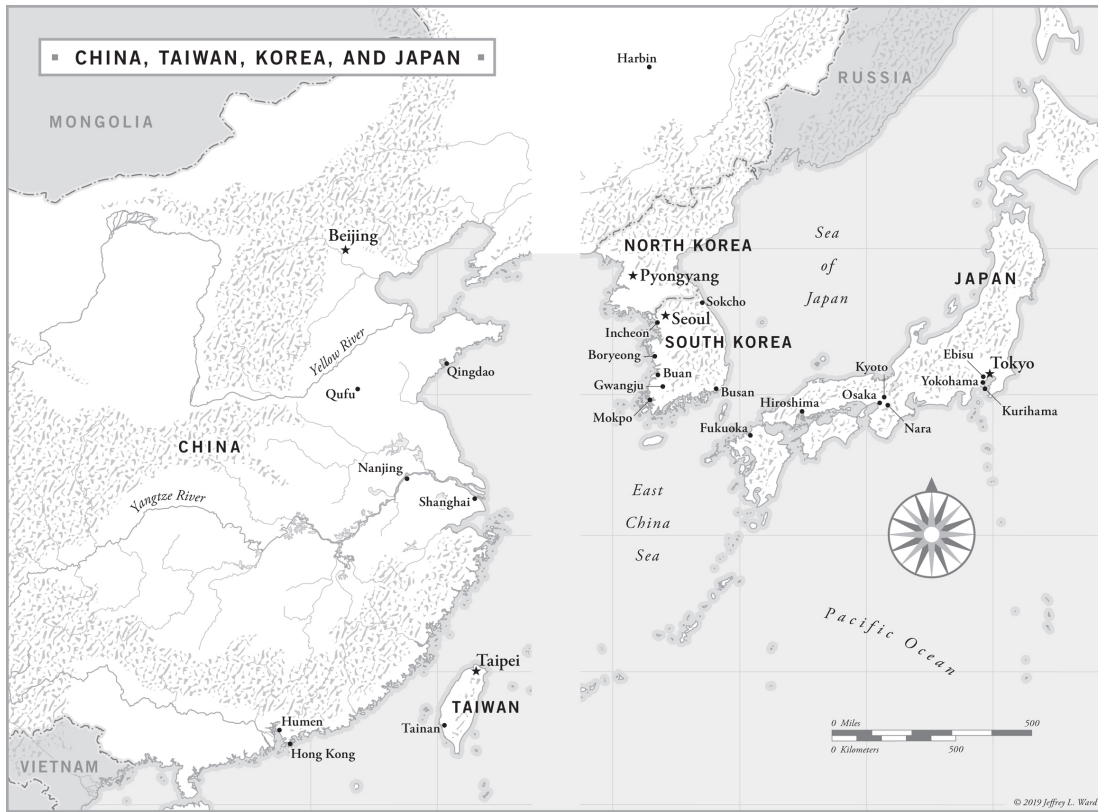 CHINA, TAIWAN, KOREA, AND JAPAN
MONGOLIA
Harbin
RUSSIA
Beijing
NORTH KOREA
Pyongyang
Sea
of
Japan
JAPAN
Sokcho
Seoul
Incheon
SOUTH KOREA
Yellow River
Qingdao
Boryeong
Buan
Gwangju
Mokpo
Busan
Kyoto
Ebisu
Tokyo
Yokohama
Kurihama
Osaka
Nara
Hiroshima
Fukuoka
Qufu
CHINA
Nanjing
Shanghai
Yangtze River
East
China
Sea
Pacific Ocean
Taipei
TAIWAN
Tainan
Humen
Hong Kong
VIETNAM
0 Miles 500
0 Kilometers 500
© 2019 Jeffrey L. Ward